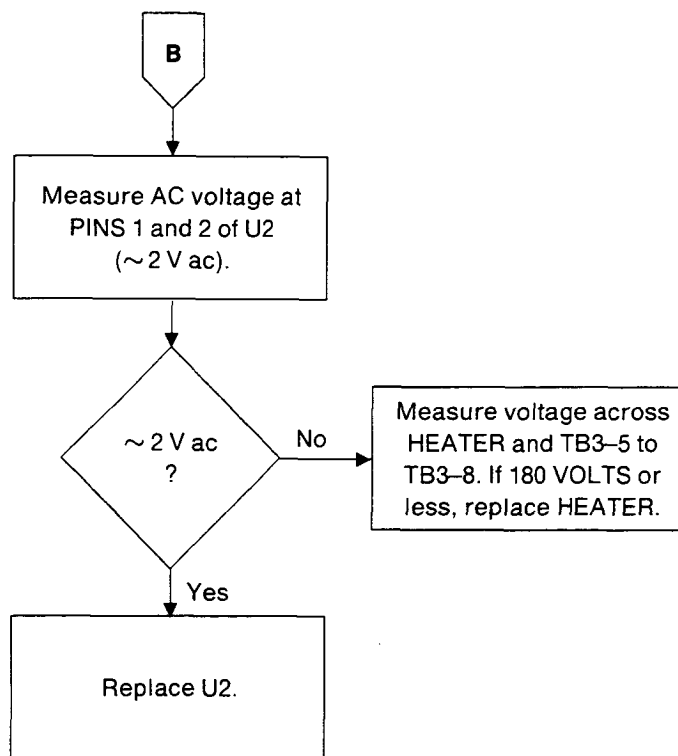 B
Measure AC voltage at
PINS 1 and 2 of U2
(~ 2 V ac).
~ 2 V ac
?
No
Measure voltage across
HEATER and TB3–5 to
TB3–8. If 180 VOLTS or
less, replace HEATER.
Yes
Replace U2.